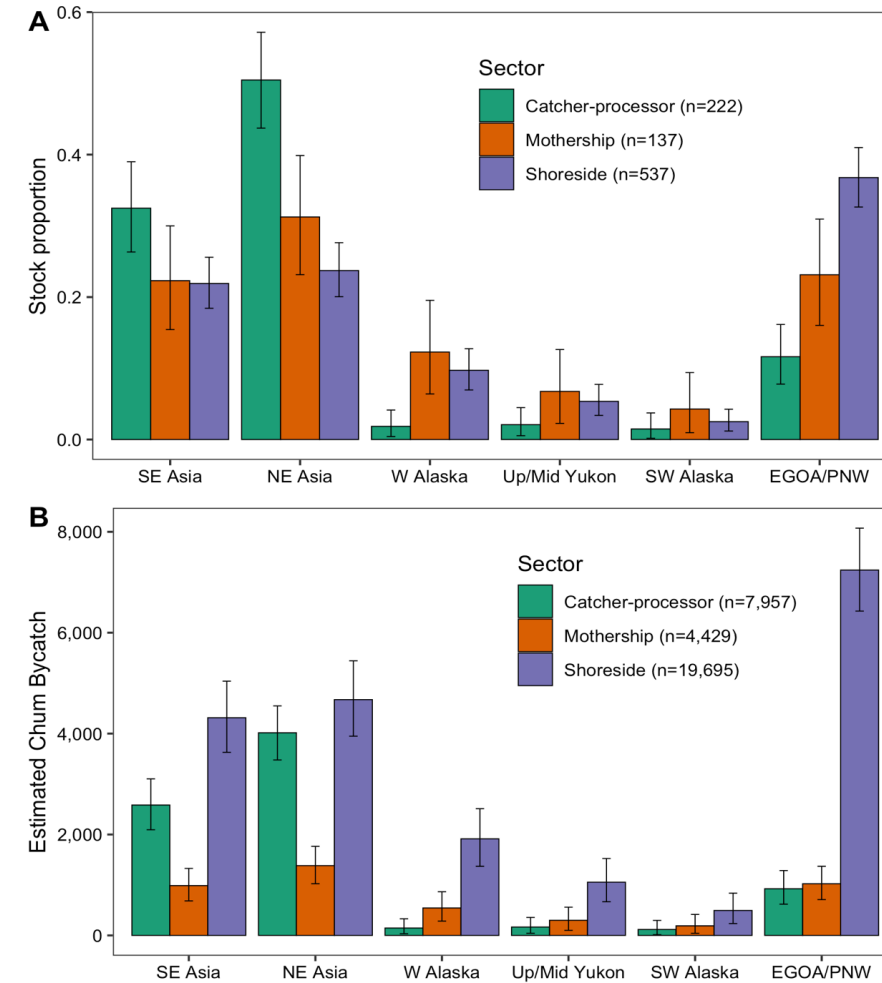 A
0.6
0.4
0.2
0.0
Stock proportion
Sector
Catcher-processor (n=222)
Mothership (n=137)
Shoreside (n=537)
SE Asia NE Asia W Alaska Up/Mid Yukon SW Alaska EGOA/PNW
B
8,000
6,000
4,000
2,000
0
Estimated Chum Bycatch
Sector
Catcher-processor (n=7,957)
Mothership (n=4,429)
Shoreside (n=19,695)
SE Asia NE Asia W Alaska Up/Mid Yukon SW Alaska EGOA/PNW